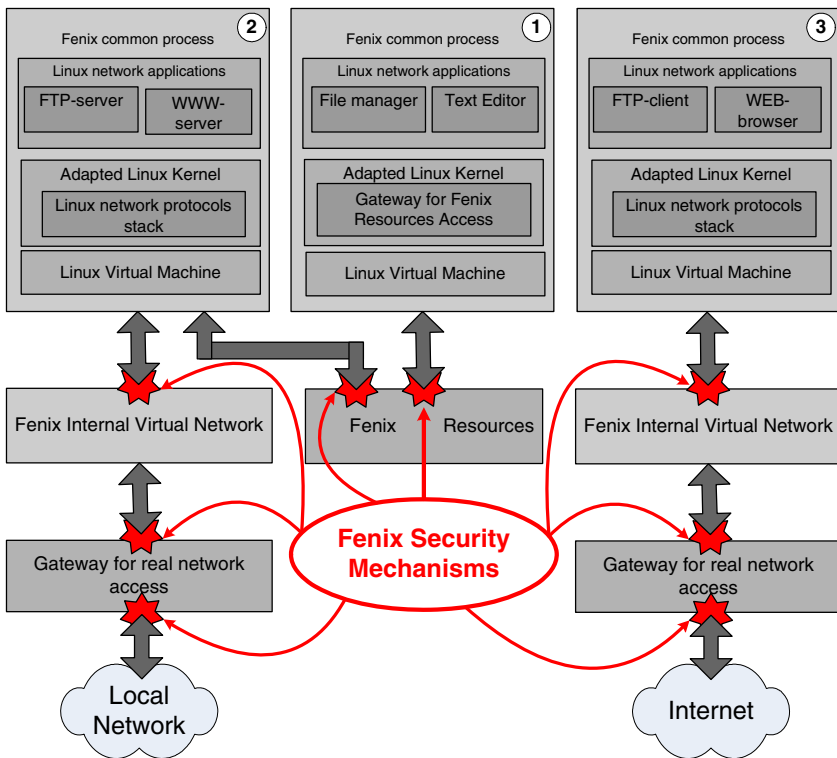 2
Fenix common process
Linux network applications
FTP-server
WWW-
server
Adapted Linux Kernel
Linux network protocols
stack
Linux Virtual Machine
1
Fenix common process
Linux network applications
File manager
Text Editor
Adapted Linux Kernel
Gateway for Fenix
Resources Access
Linux Virtual Machine
3
Fenix common process
Linux network applications
FTP-client
WEB-
browser
Adapted Linux Kernel
Linux network protocols
stack
Linux Virtual Machine
Fenix Internal Virtual Network
Fenix Resources
Fenix Internal Virtual Network
Gateway for real network
access
Fenix Security
Mechanisms
Gateway for real network
access
Local
Network
Internet